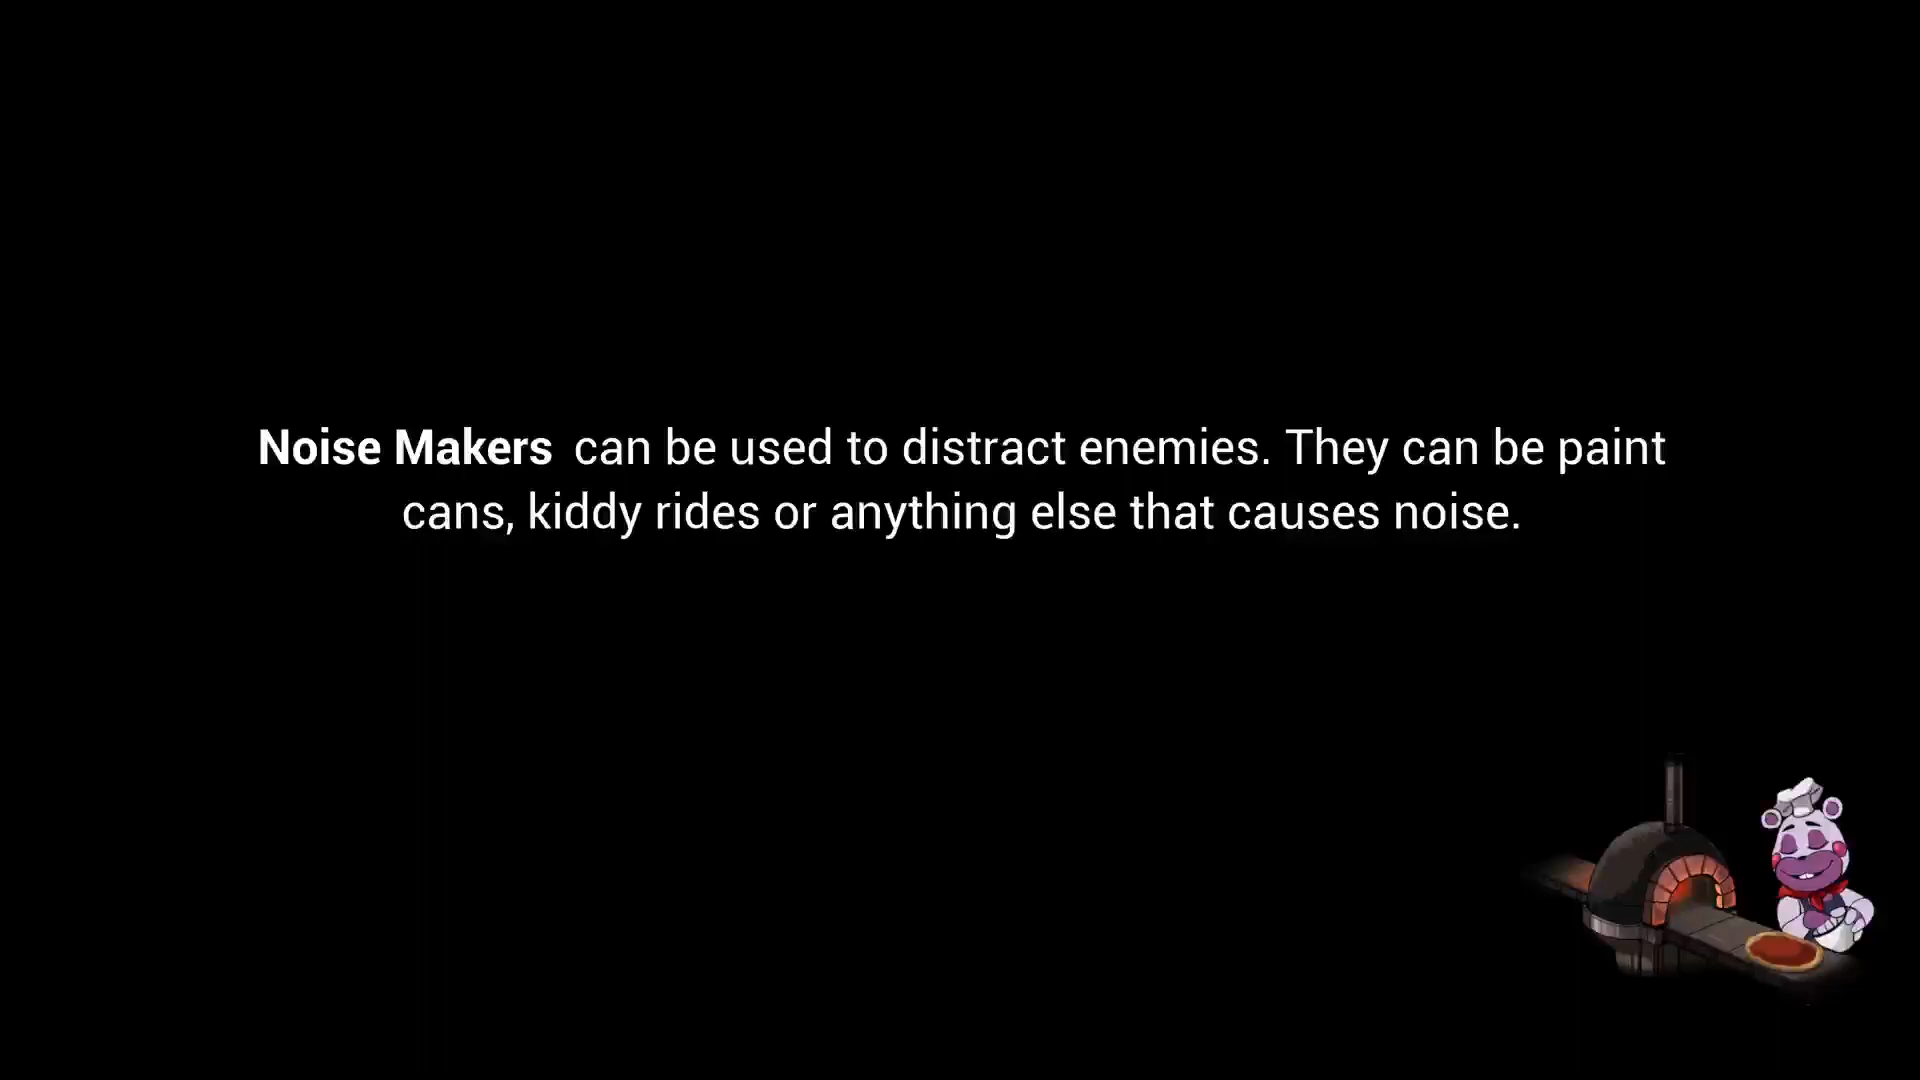 Noise Makers can be used to distract enemies. They can be paint
cans, kiddy rides or anything else that causes noise.